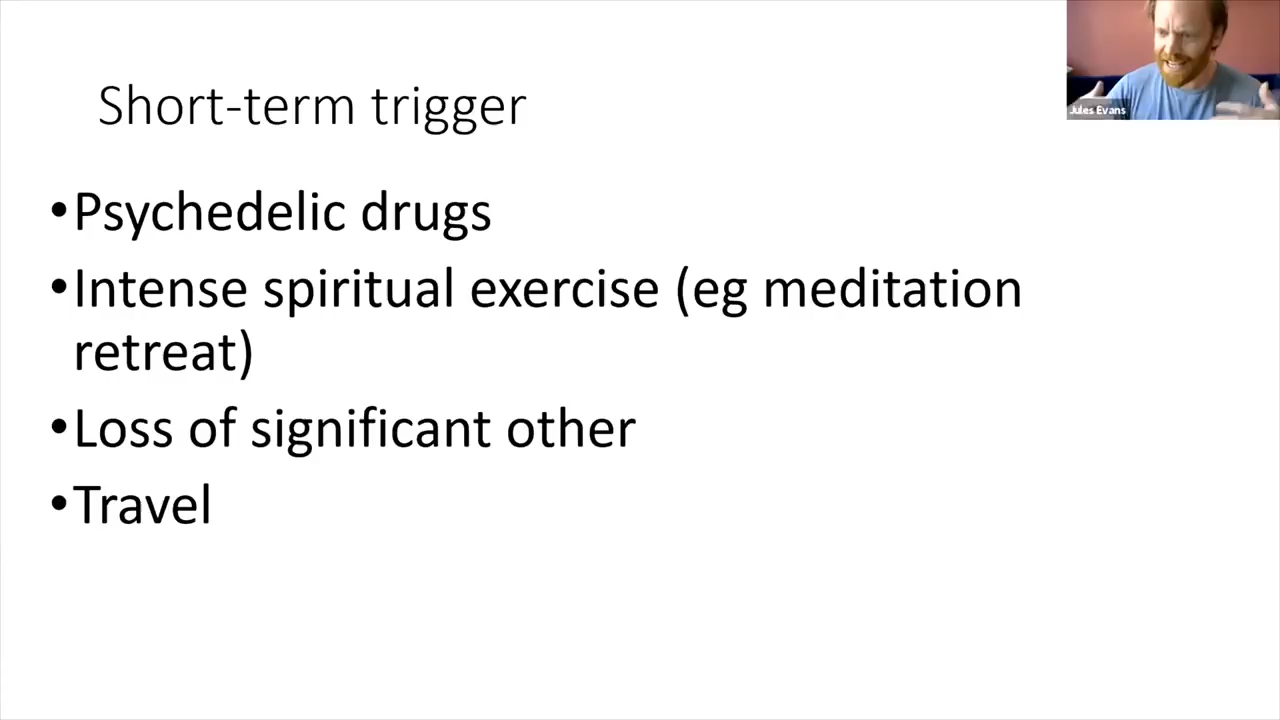 Short-term trigger
Jules Evans
•Psychedelic drugs
•Intense spiritual exercise (eg meditation
retreat)
•Loss of significant other
•Travel